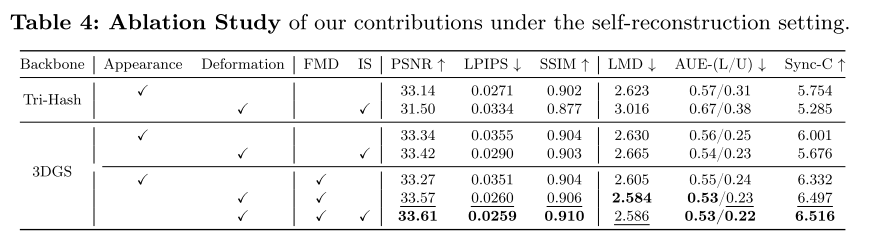 Table 4: Ablation Study of our contributions under the self-reconstruction setting.
Backbone Appearance Deformation FMD IS PSNR ↑ LPIPS ↓ SSIM ↑ LMD ↓ AUE-(L/U) ↓ Sync-C ↑
Tri-Hash
✓ 33.14 0.0271 0.902 2.623 0.57/0.31 5.754
✓ ✓ 31.50 0.0334 0.877 3.016 0.67/0.38 5.285
3DGS
✓ 33.34 0.0355 0.904 2.630 0.56/0.25 6.001
✓ ✓ 33.42 0.0290 0.903 2.665 0.54/0.23 5.676
✓ ✓ 33.27 0.0351 0.904 2.605 0.55/0.24 6.332
✓ ✓ 33.57 0.0260 0.906 2.584 0.53/0.23 6.497
✓ ✓ ✓ 33.61 0.0259 0.910 2.586 0.53/0.22 6.516